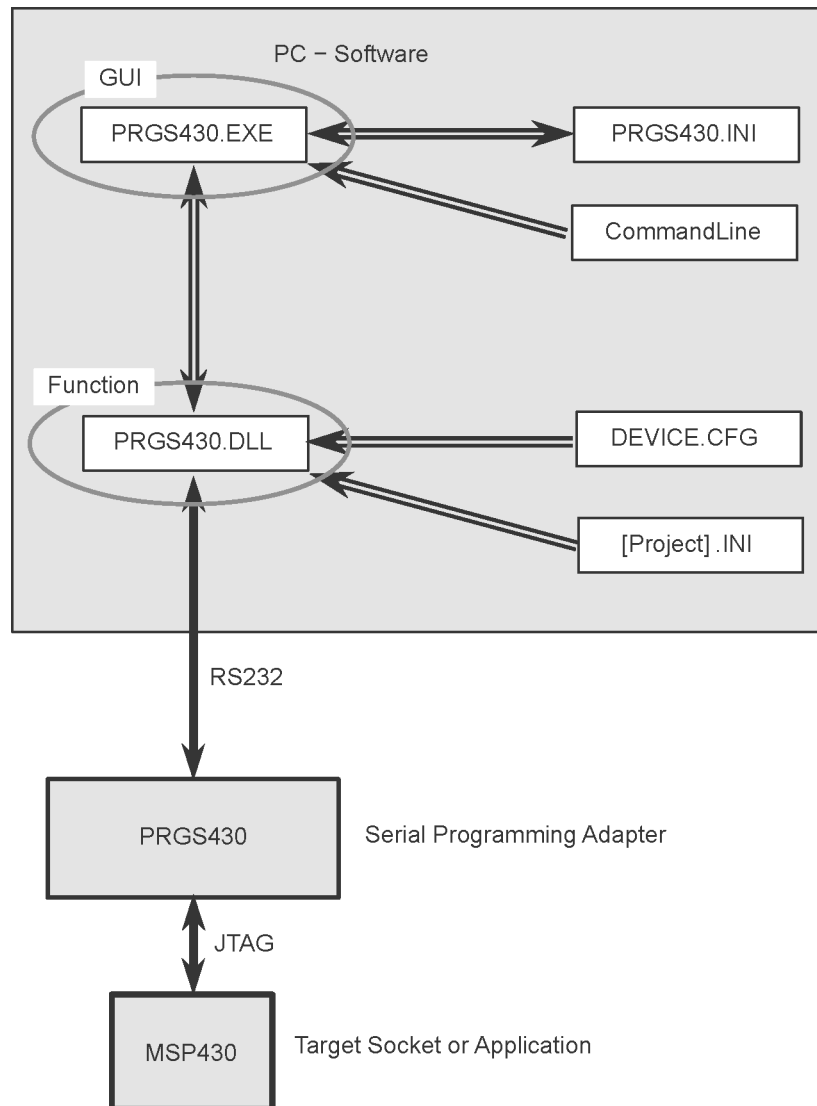 PC – Software
GUI
PRGS430.EXE
PRGS430.INI
CommandLine
Function
PRGS430.DLL
DEVICE.CFG
[Project] .INI
RS232
PRGS430
Serial Programming Adapter
JTAG
MSP430
Target Socket or Application